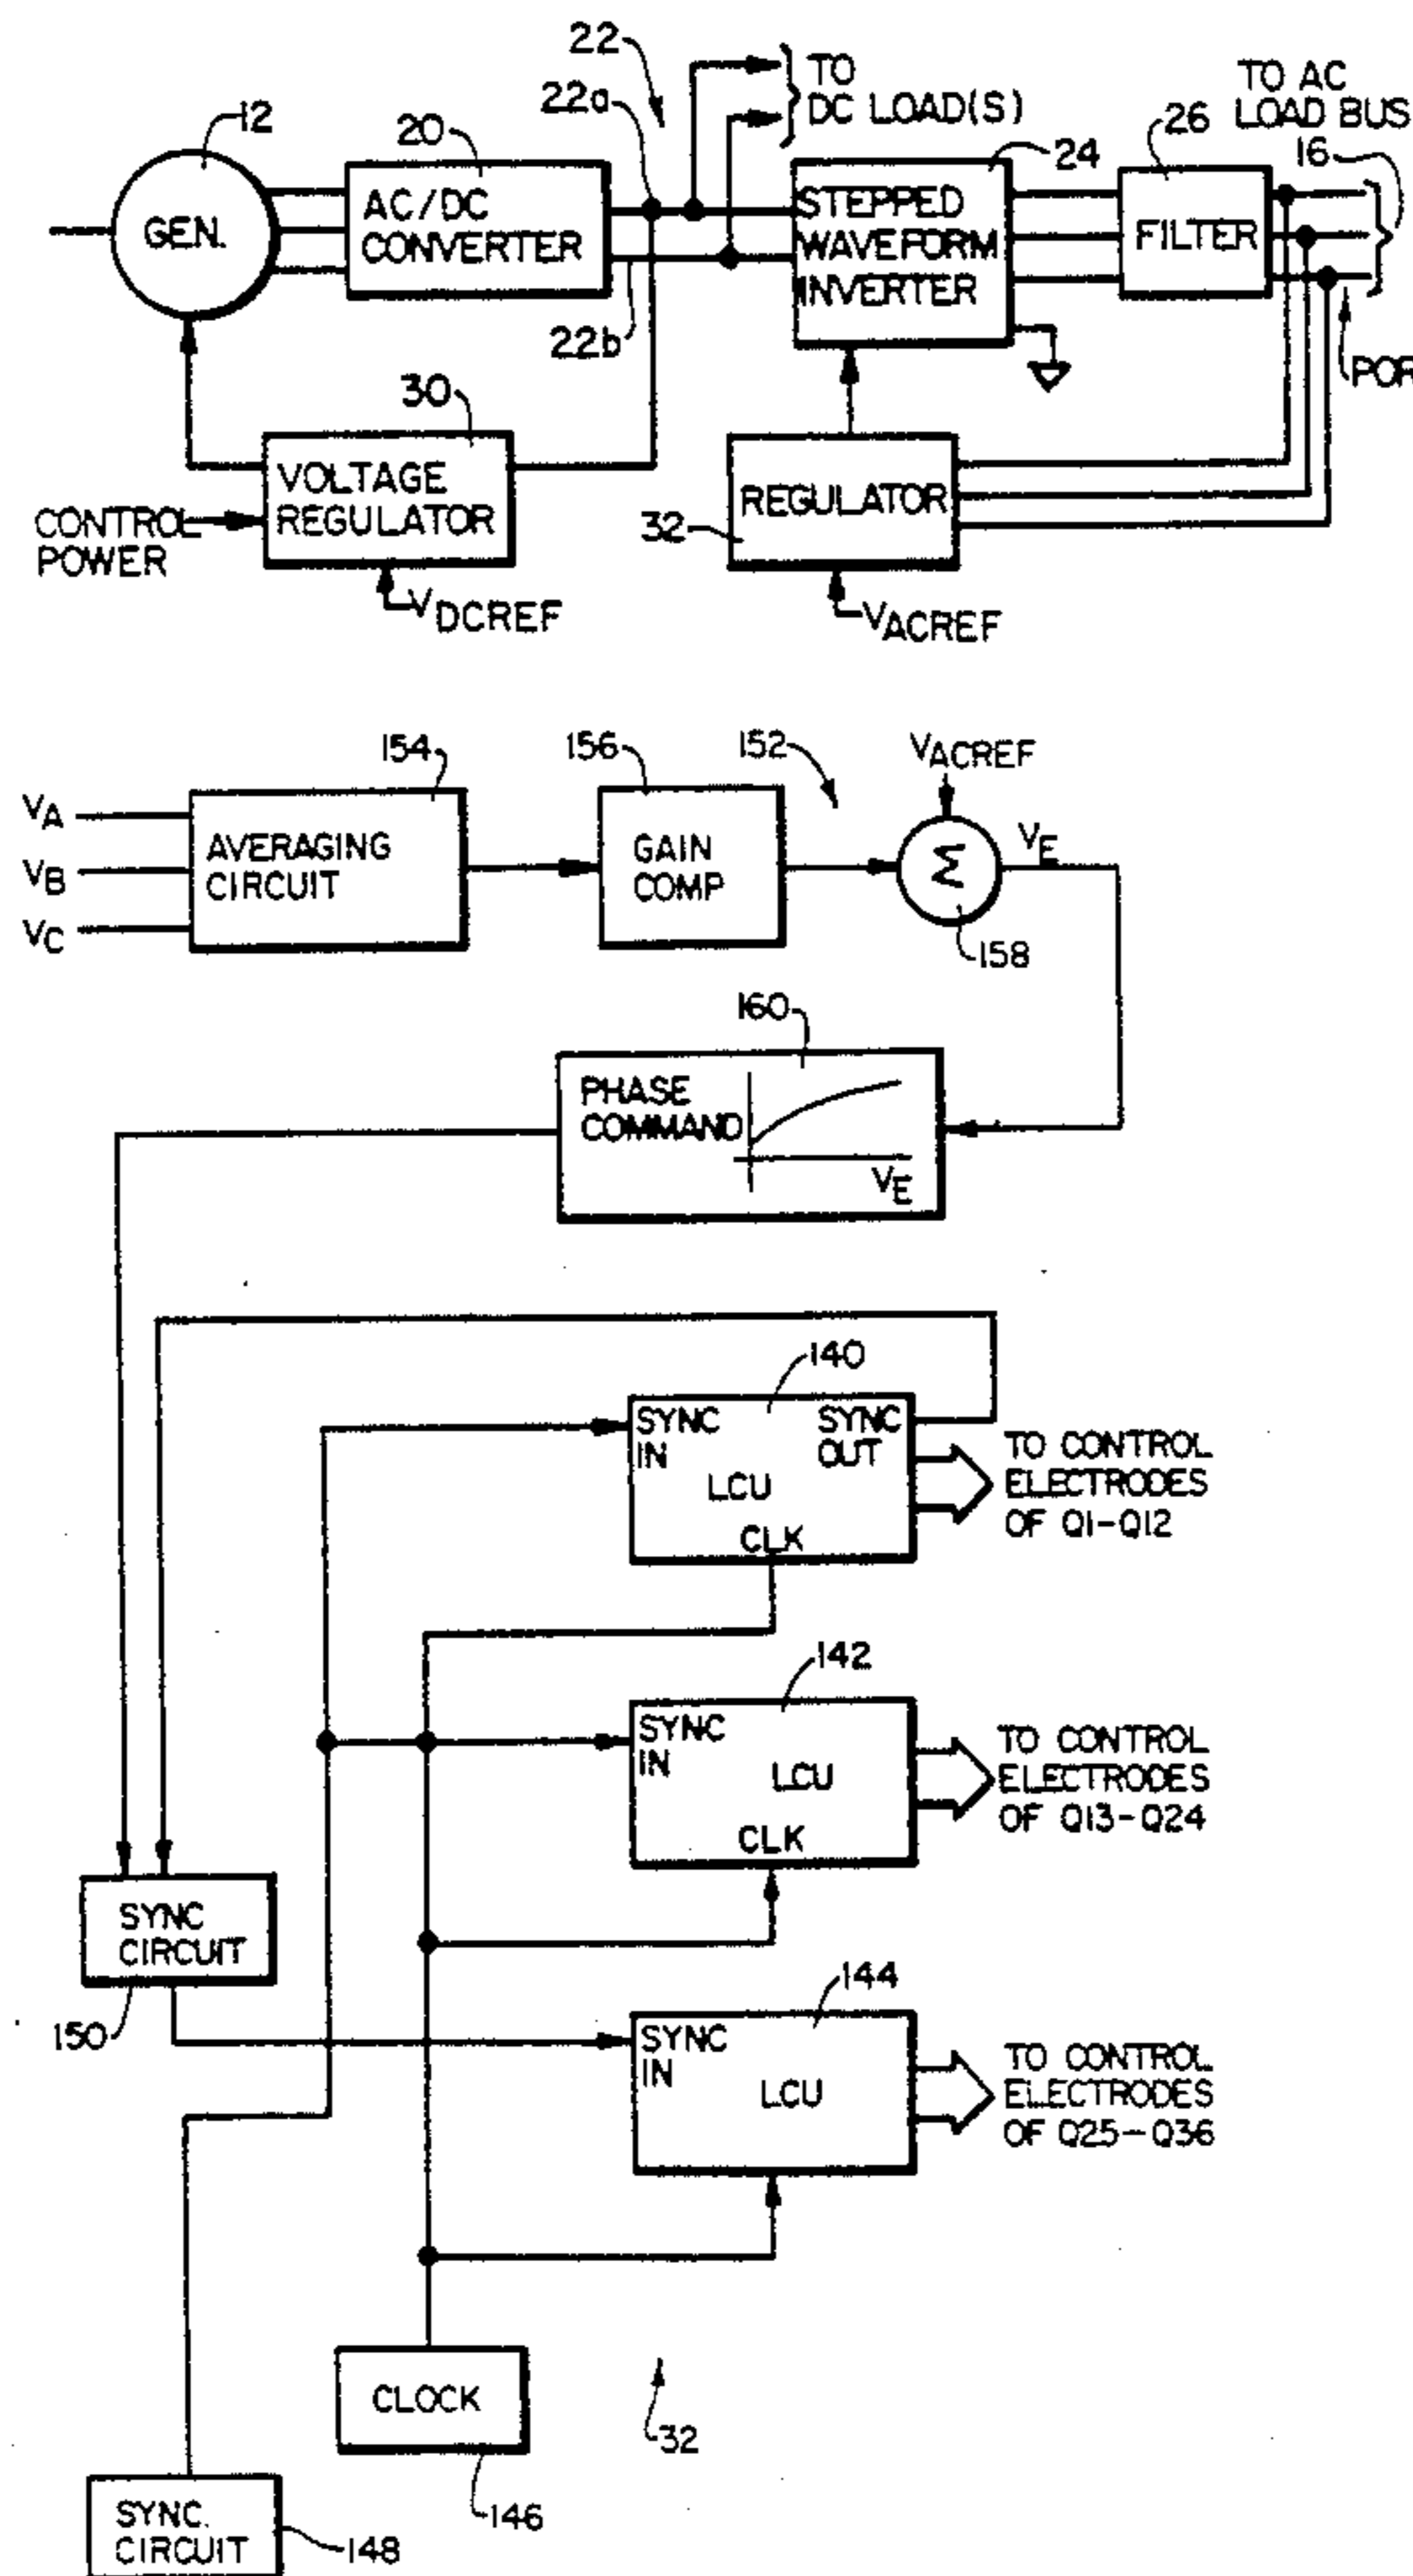 22
TO
DC LOAD(S)
TO AC
LOAD BUS
12
20
22a
24
26
16
GEN.
AC/DC
CONVERTER
STEPPED
WAVEFORM
INVERTER
FILTER
22b
POR
30
VOLTAGE
REGULATOR
REGULATOR
CONTROL
POWER
32
VDCREF
VACREF
154
156
152
VACREF
VA
VB
VC
AVERAGING
CIRCUIT
GAIN
COMP
Σ
VE
158
160
PHASE
COMMAND
VE
140
SYNC
IN
SYNC
OUT
LCU
CLK
TO CONTROL
ELECTRODES
OF Q1-Q12
142
SYNC
IN
LCU
CLK
TO CONTROL
ELECTRODES
OF Q13-Q24
SYNC
CIRCUIT
150
144
SYNC
IN
LCU
TO CONTROL
ELECTRODES
OF Q25-Q36
CLOCK
146
32
SYNC.
CIRCUIT
148